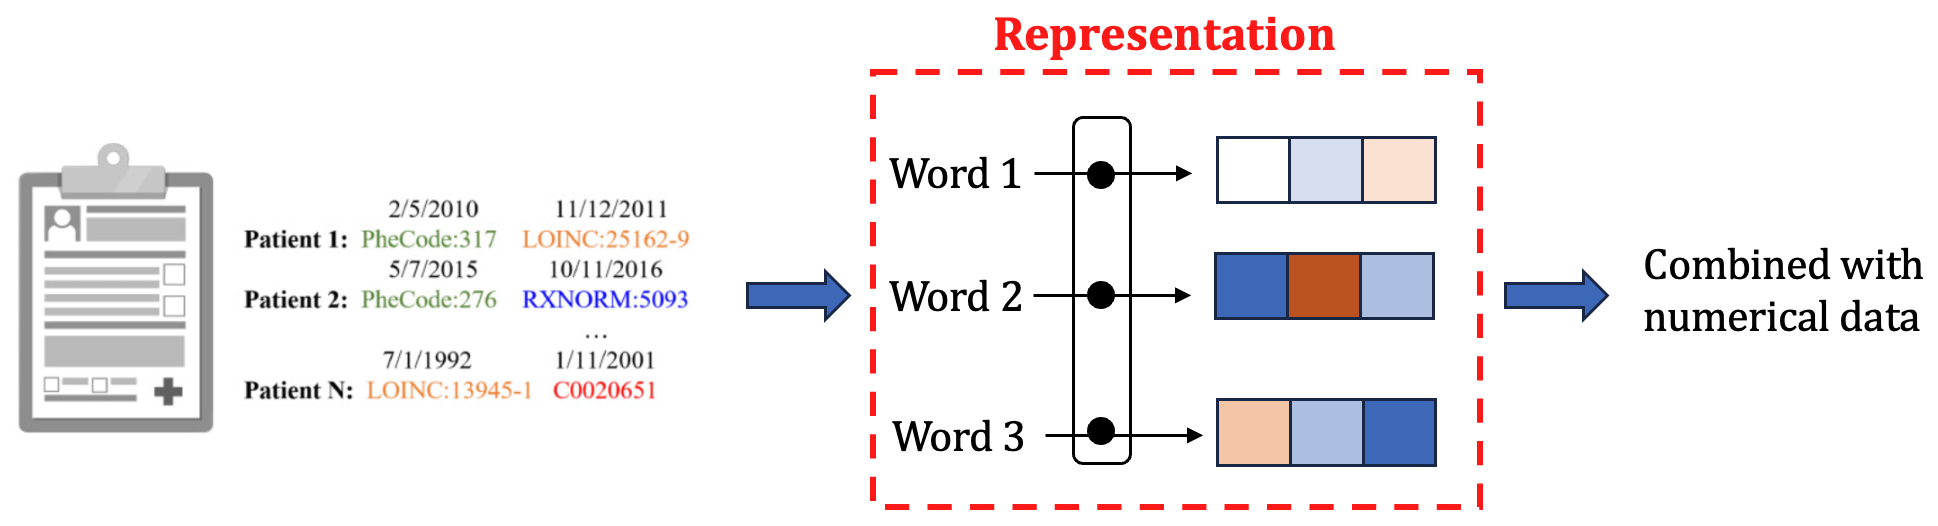 Representation
2/5/2010 11/12/2011
Patient 1: PheCode:317 LOINC:25162-9
5/7/2015 10/11/2016
Patient 2: PheCode:276 RXNORM:5093
...
7/1/1992 1/11/2001
Patient N: LOINC:13945-1 C0020651
Word 1
Word 2
Word 3
Combined with
numerical data